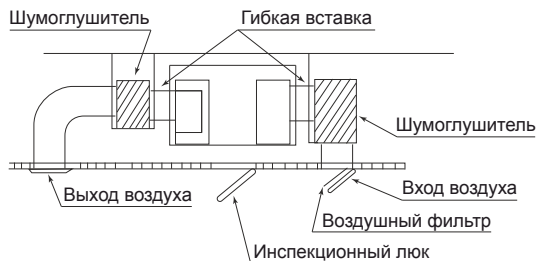 Шумоглушитель
Гибкая вставка
Шумоглушитель
Выход воздуха
Вход воздуха
Воздушный фильтр
Инспекционный люк